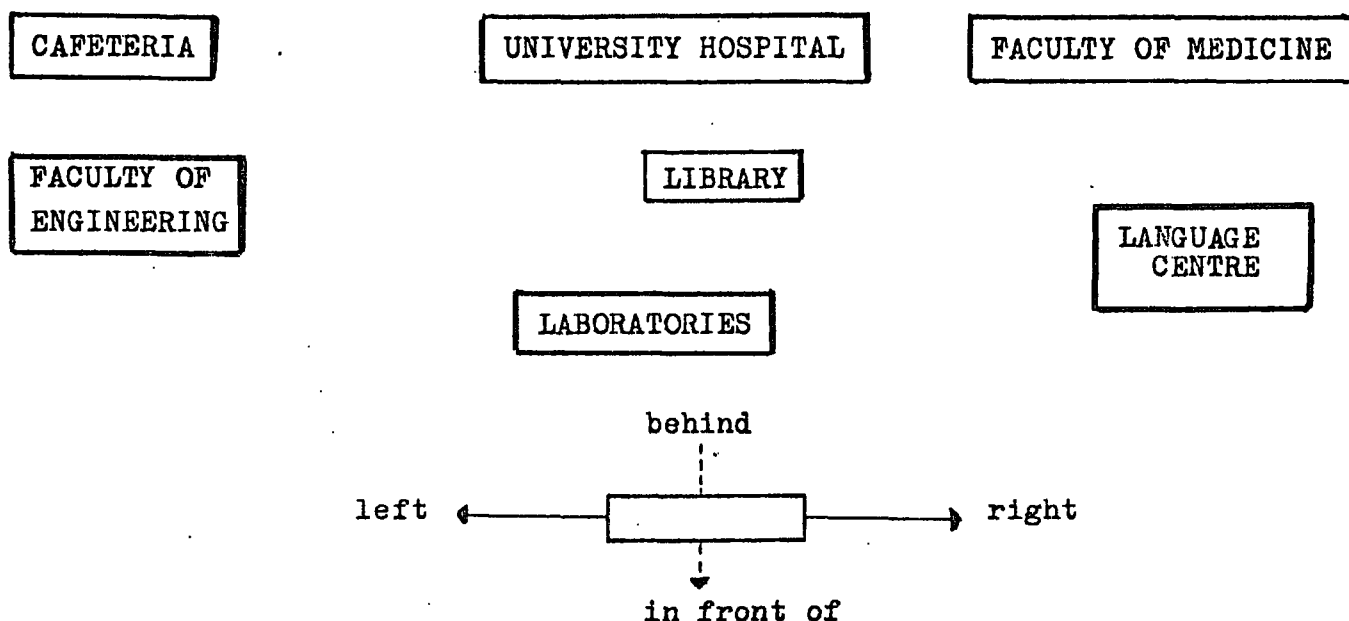 CAFETERIA
UNIVERSITY HOSPITAL
FACULTY OF MEDICINE
FACULTY OF
ENGINEERING
LIBRARY
LANGUAGE
CENTRE
LABORATORIES
behind
left
right
in front of